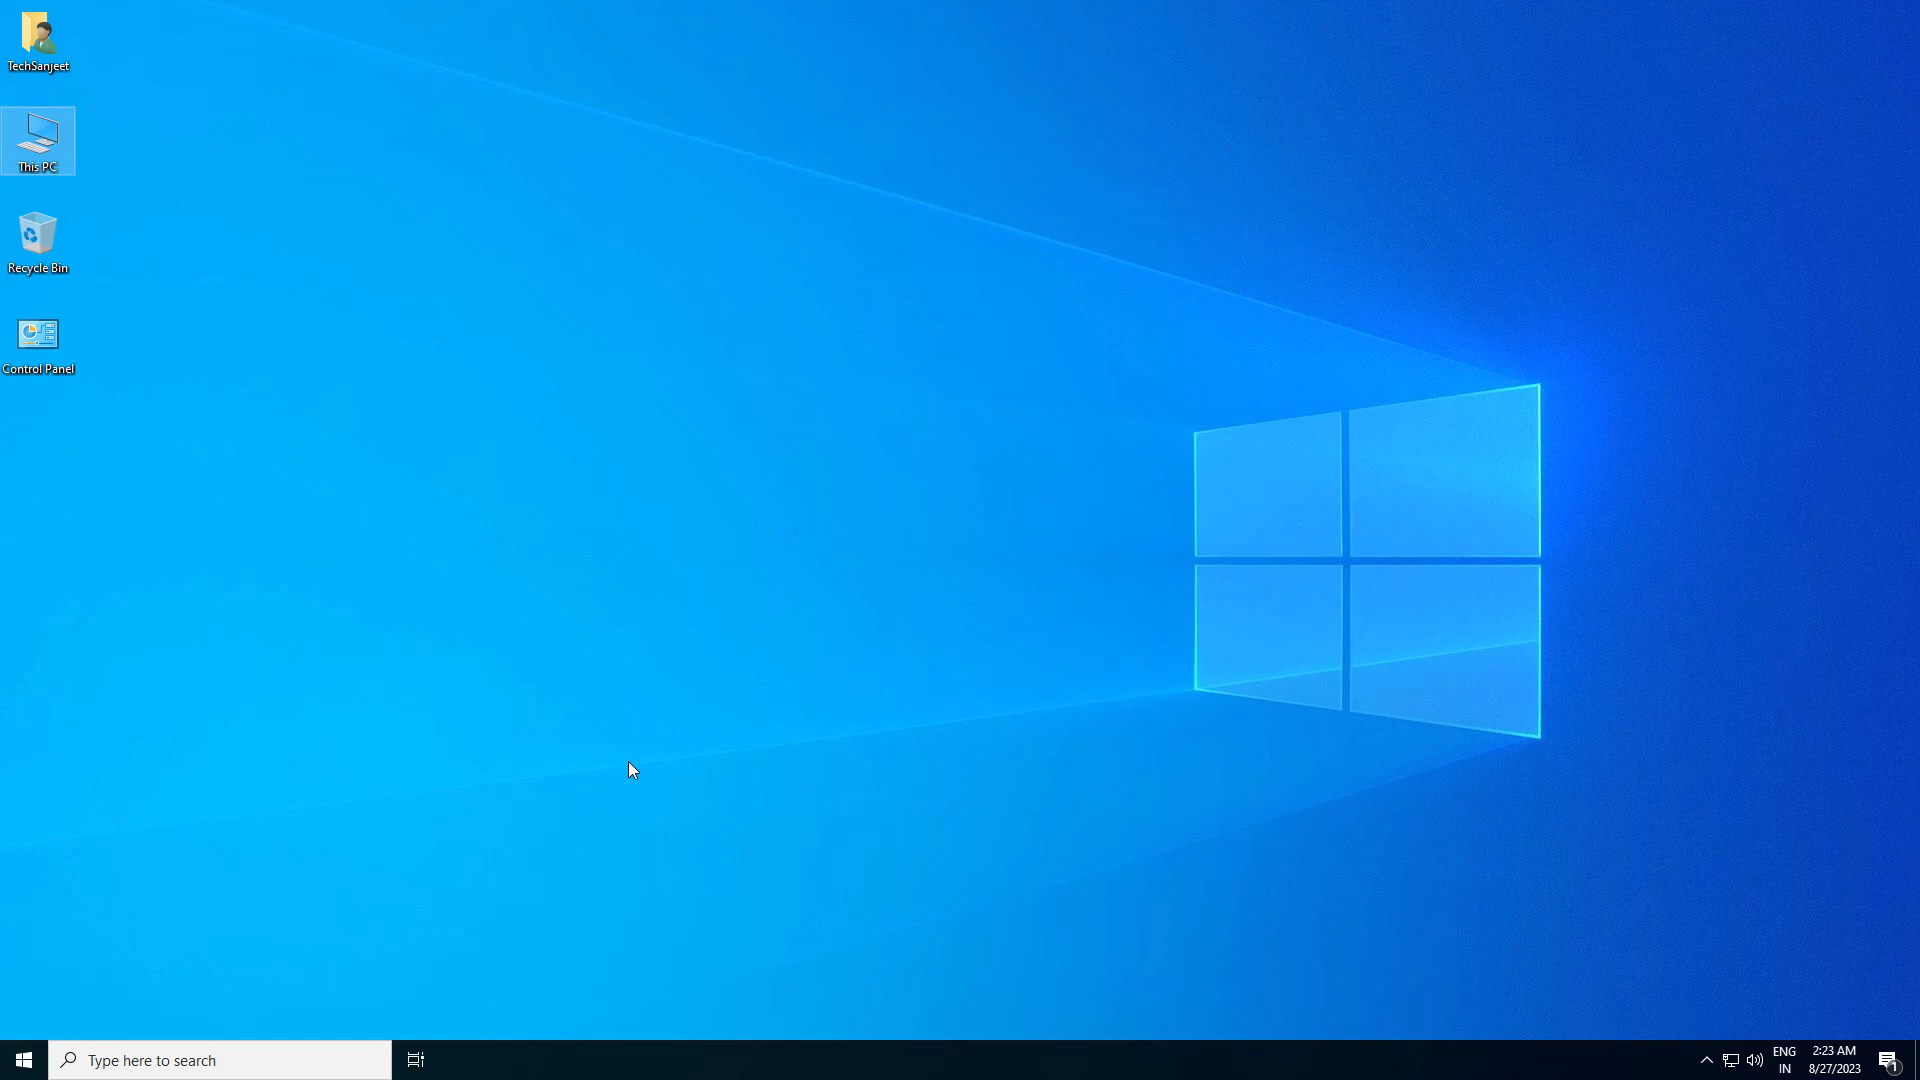 TechSanjeet
This PC
Recycle Bin
Control Panel
Type here to search
ENG
IN
2:23 AM
8/27/2023
1